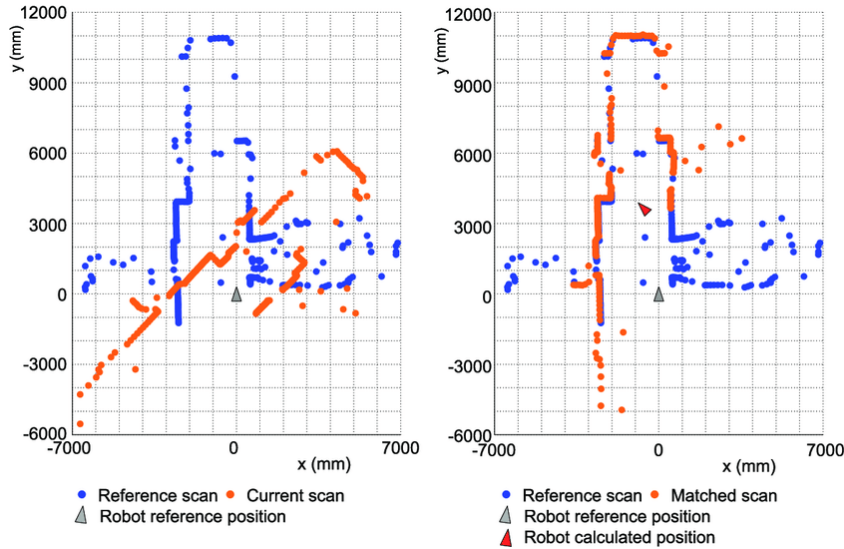 12000
9000
6000
3000
0
-3000
-6000
y (mm)
-7000
0
7000
x (mm)
Reference scan
Current scan
Robot reference position
12000
9000
6000
3000
0
-3000
-6000
y (mm)
-7000
0
7000
x (mm)
Reference scan
Matched scan
Robot reference position
Robot calculated position